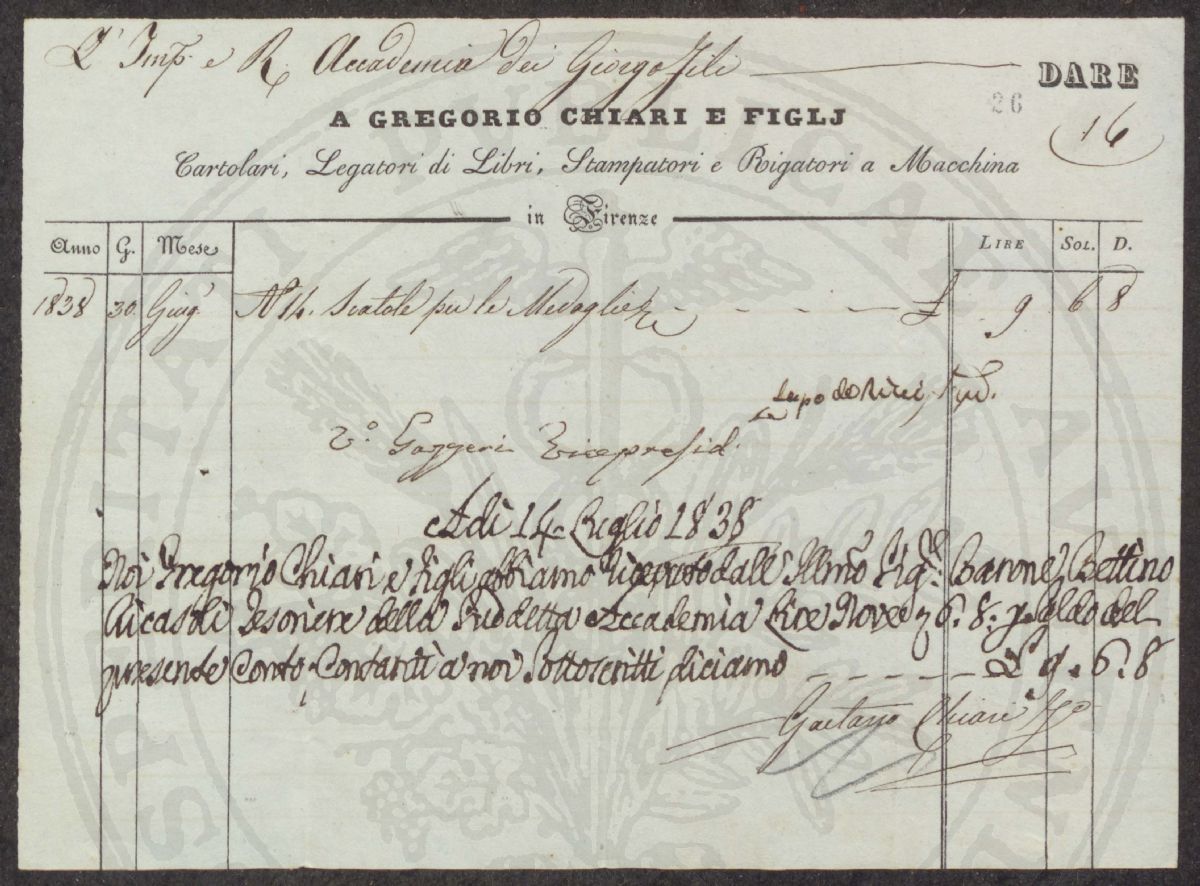 L' Imp. e R. Accademia dei Georgofili
DARE
26
16
A GREGORIO CHIARI E FIGLJ
Cartolari, Legatori di Libri, Stampatori e Rigatori a Macchina
in Firenze
Anno G. Mese LIRE SOL. D.
1838 30 Giug. N. 14. Scatole per le Medaglie £ 9 6 8
Lapo de Ricci
V.° Gazzeri Vicepresid.
Adì 14 Luglio 1838
Noi Gregorio Chiari e Figli abbiamo ricevuto dall' Illmo Sig. Barone Bettino
Ricasoli Tesoriere della Suddetta Accademia Lire Nove 6. 8. p. Saldo del
presente Conto Contanti a noi Sottoscritti diciamo £ 9. 6. 8
Gaetano Chiari